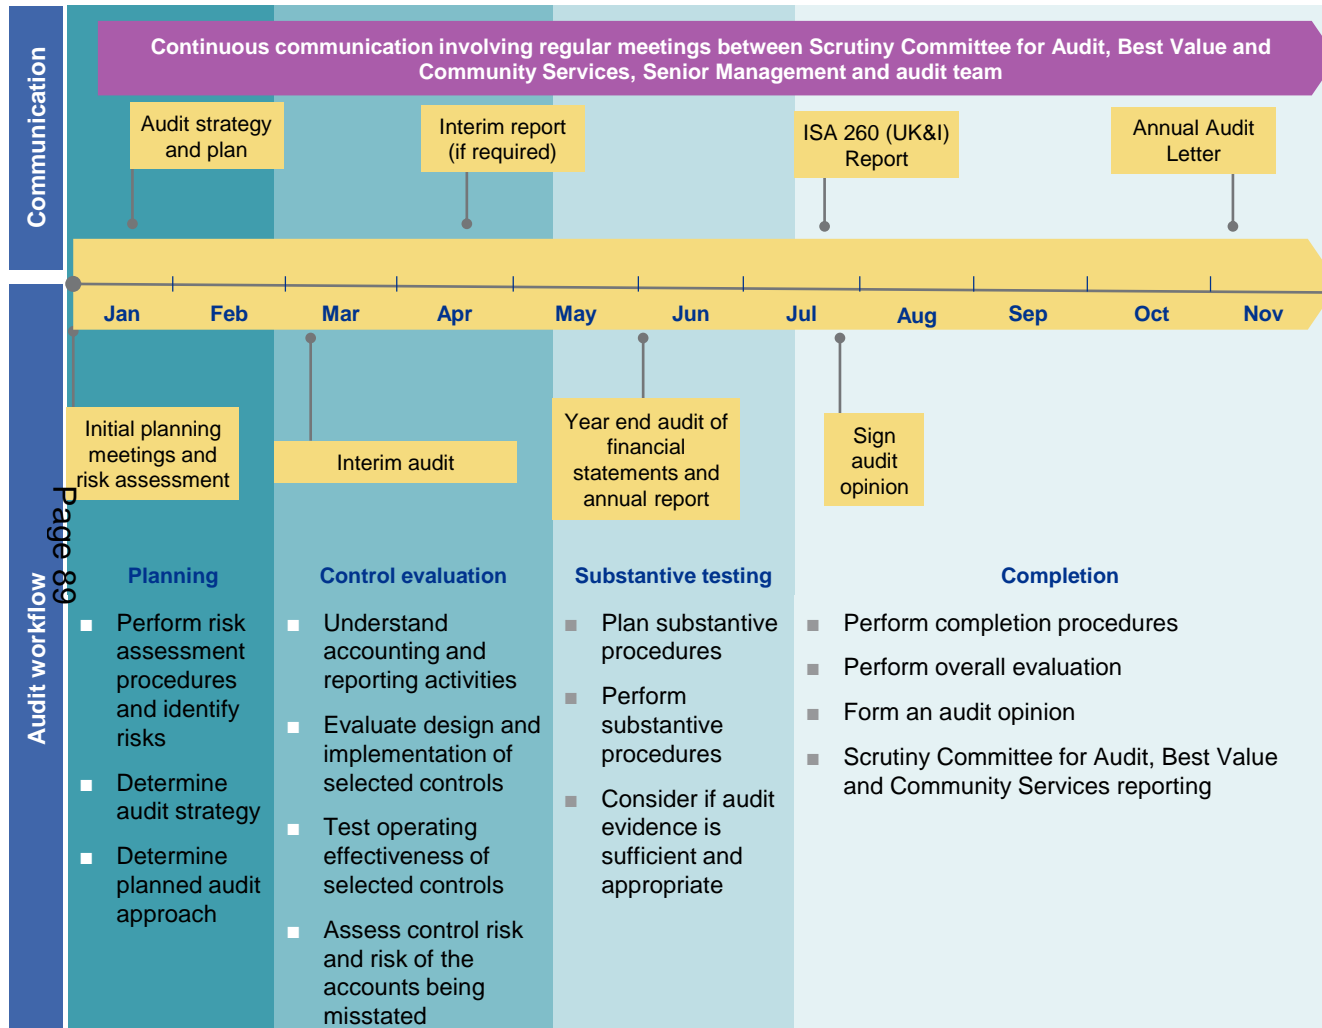 Communication
Continuous communication involving regular meetings between Scrutiny Committee for Audit, Best Value and
Community Services, Senior Management and audit team
Audit strategy
and plan
Interim report
(if required)
ISA 260 (UK&I)
Report
Annual Audit
Letter
Jan
Feb
Mar
Apr
May
Jun
Jul
Aug
Sep
Oct
Nov
Audit workflow
Initial planning
meetings and
risk assessment
Interim audit
Year end audit of
financial
statements and
annual report
Sign
audit
opinion
Page 89
Planning
■ Perform risk
assessment
procedures
and identify
risks
■ Determine
audit strategy
■ Determine
planned audit
approach
Control evaluation
■ Understand
accounting and
reporting activities
■ Evaluate design and
implementation of
selected controls
■ Test operating
effectiveness of
selected controls
■ Assess control risk
and risk of the
accounts being
misstated
Substantive testing
■ Plan substantive
procedures
■ Perform
substantive
procedures
■ Consider if audit
evidence is
sufficient and
appropriate
Completion
■ Perform completion procedures
■ Perform overall evaluation
■ Form an audit opinion
■ Scrutiny Committee for Audit, Best Value
and Community Services reporting